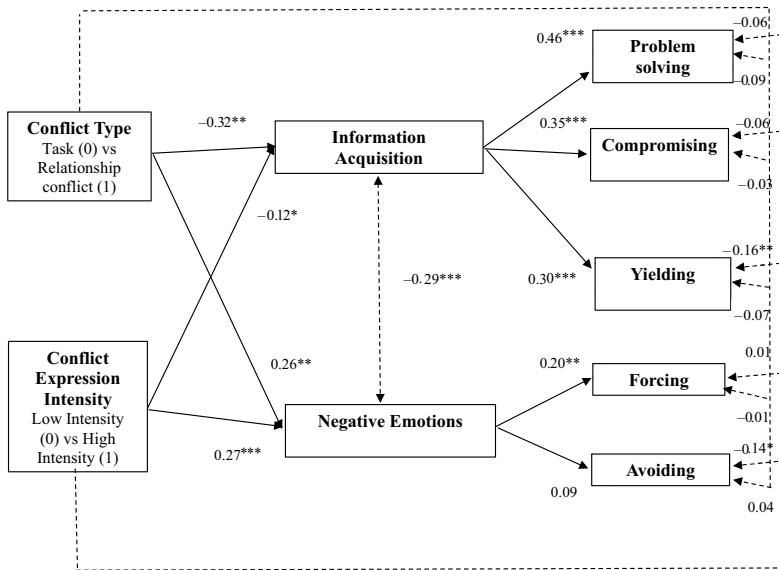 −0.06
0.46***
Problem
solving
−0.09
Conflict Type
Task (0) vs
Relationship
conflict (1)
−0.32**
Information
Acquisition
0.35***
−0.06
Compromising
−0.03
−0.12*
−0.29***
−0.16**
Yielding
0.30***
−0.07
Conflict
Expression
Intensity
Low Intensity
(0) vs High
Intensity (1)
0.26**
0.27***
Negative Emotions
0.20**
0.01
Forcing
−0.01
−0.14*
Avoiding
0.09
0.04